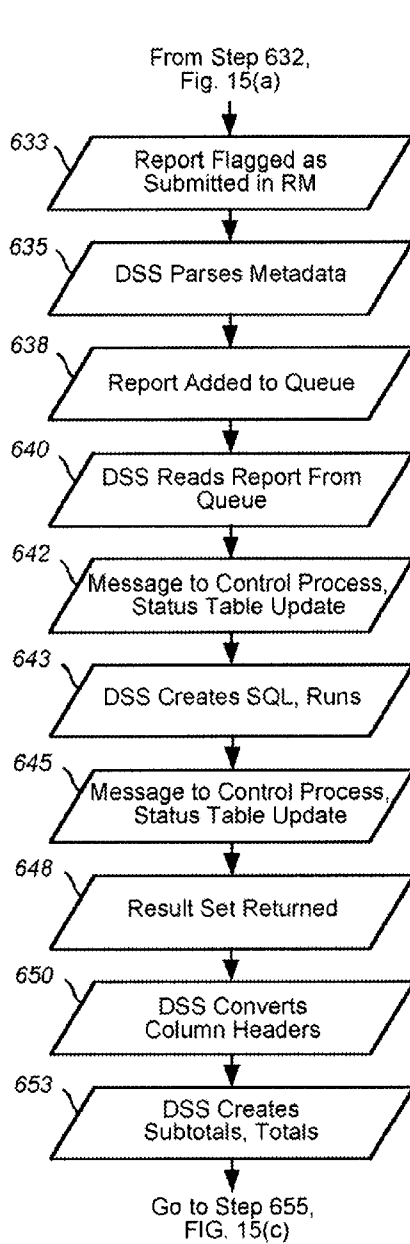 From Step 632,
Fig. 15(a)
633
Report Flagged as
Submitted in RM
635
DSS Parses Metadata
638
Report Added to Queue
640
DSS Reads Report From
Queue
642
Message to Control Process,
Status Table Update
643
DSS Creates SQL, Runs
645
Message to Control Process,
Status Table Update
648
Result Set Returned
650
DSS Converts
Column Headers
653
DSS Creates
Subtotals, Totals
Go to Step 655,
FIG. 15(c)